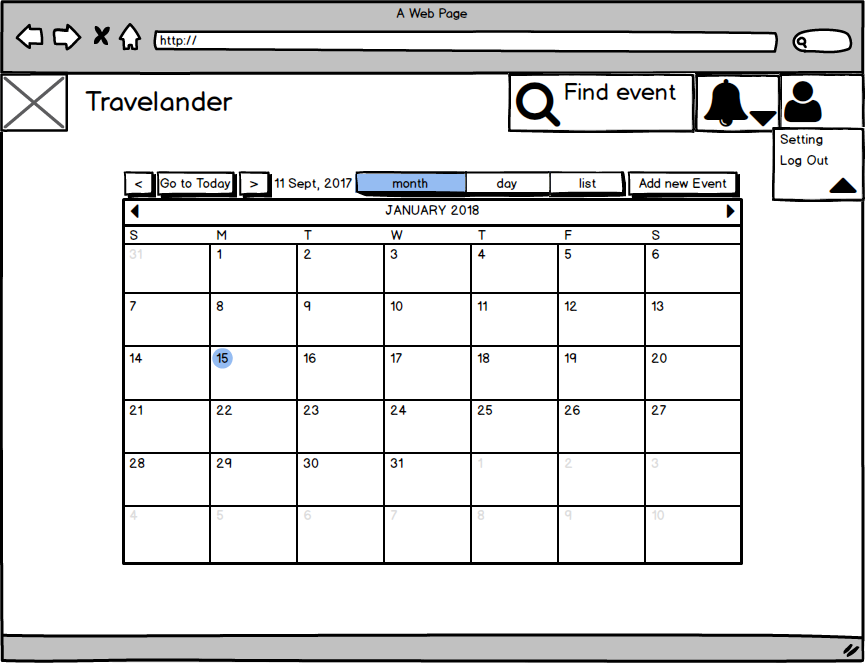 A Web Page
http://
Travelander
Find event
Setting
Log Out
< Go to Today > 11 Sept, 2017 month day list Add new Event
JANUARY 2018
S M T W T F S
31 1 2 3 4 5 6
7 8 9 10 11 12 13
14 15 16 17 18 19 20
21 22 23 24 25 26 27
28 29 30 31 1 2 3
4 5 6 7 8 9 10